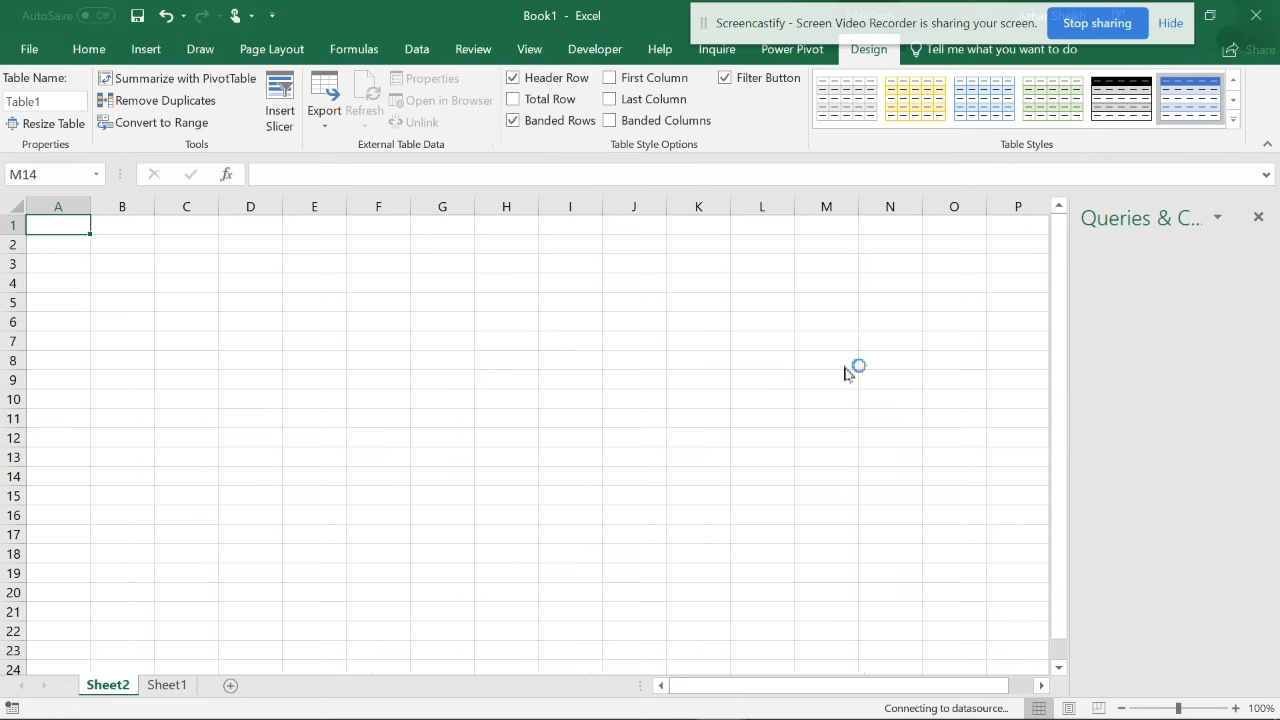 AutoSave Off
Book1 - Excel
Screencastify - Screen Video Recorder is sharing your screen.
Stop sharing
Hide
File Home Insert Draw Page Layout Formulas Data Review View Developer Help Inquire Power Pivot Design Tell me what you want to do Share
Table Name:
Table1
Resize Table
Properties
Summarize with PivotTable
Remove Duplicates
Convert to Range
Tools
Insert
Slicer
Export
Properties
Browser
External Table Data
Header Row
Total Row
Banded Rows
First Column
Last Column
Banded Columns
Filter Button
Table Style Options
Table Styles
M14
fx
A B C D E F G H I J K L M N O P
1
2
3
4
5
6
7
8
9
10
11
12
13
14
15
16
17
18
19
20
21
22
23
24
Queries & C...
Sheet2 Sheet1
Connecting to datasource...
100%